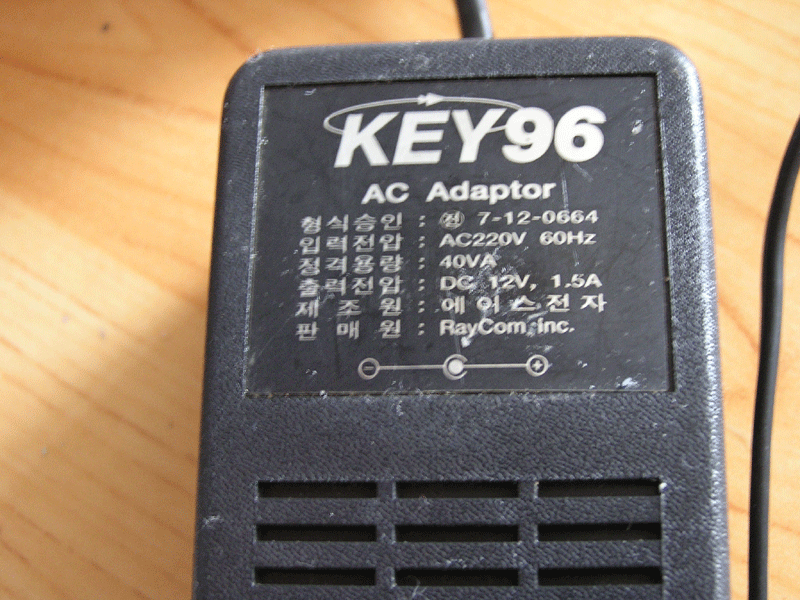 KEY96
AC Adaptor
형식승인 : 전 7-12-0664
입력전압 : AC220V 60Hz
정격용량 : 40VA
출력전압 : DC 12V, 1.5A
제 조 원 : 에이스전자
판 매 원 : RayCom inc.